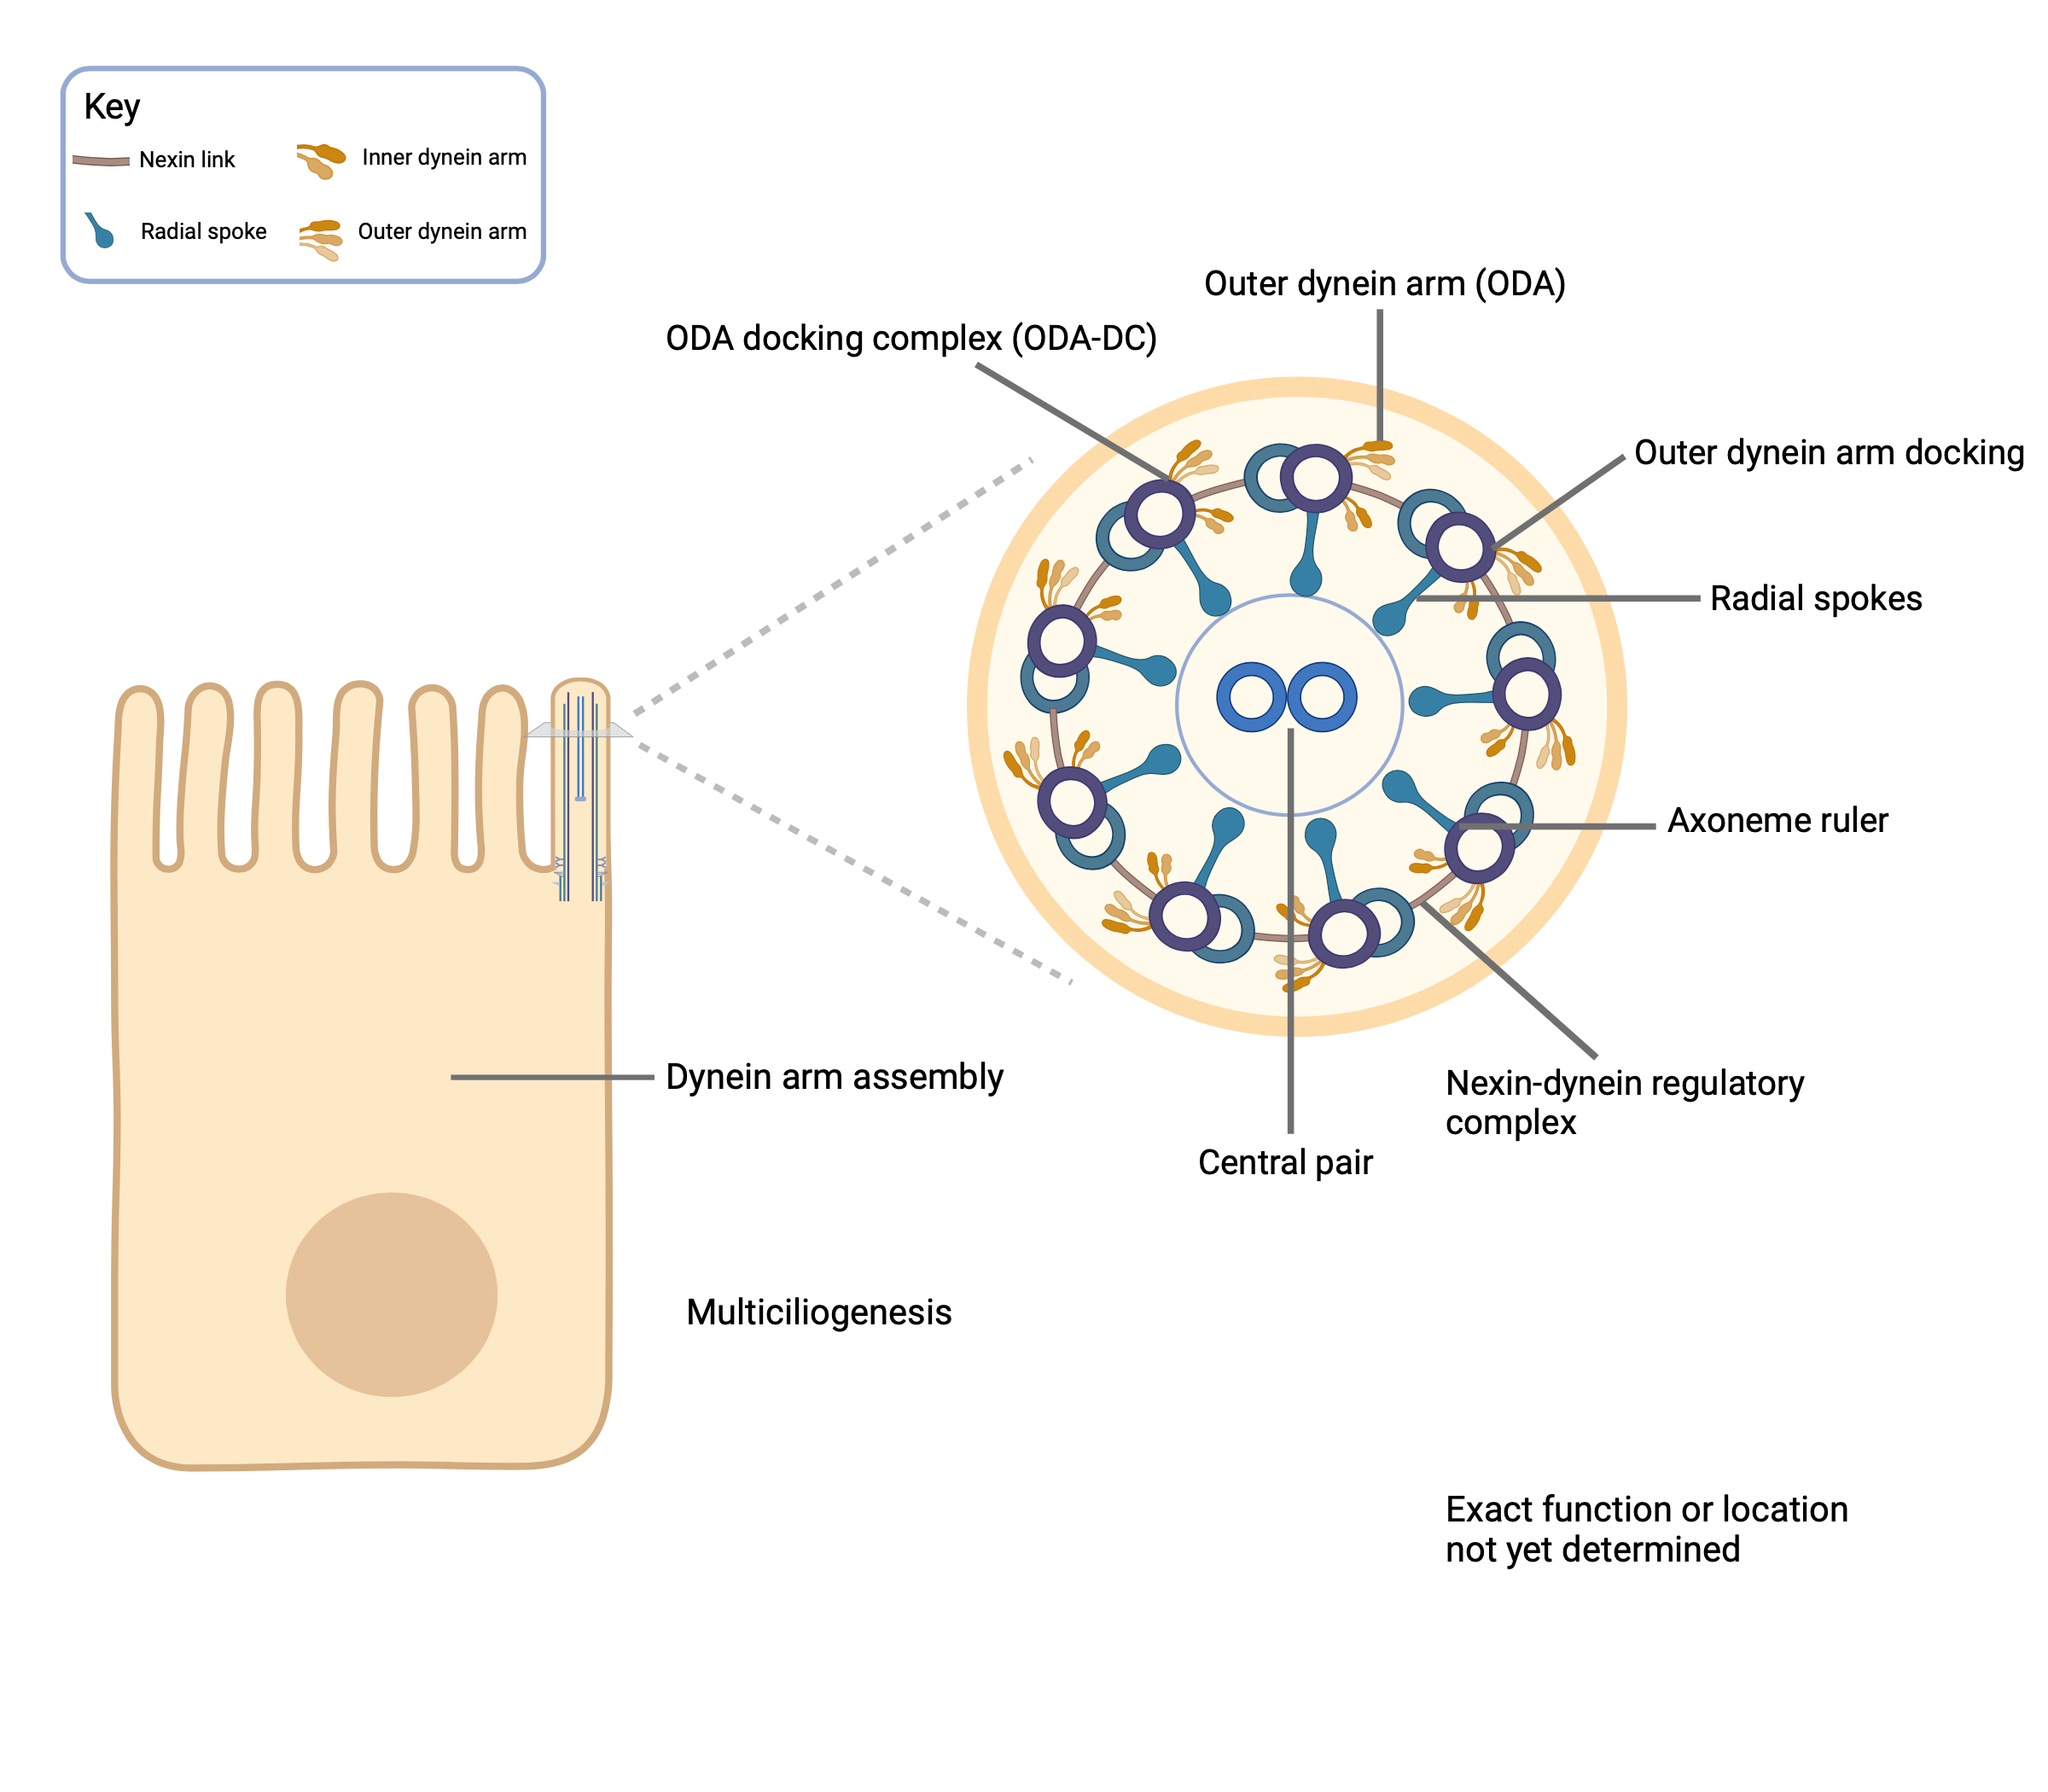 Key
Nexin link
Inner dynein arm
Radial spoke
Outer dynein arm
Outer dynein arm (ODA)
ODA docking complex (ODA-DC)
Outer dynein arm docking
Radial spokes
Axoneme ruler
Dynein arm assembly
Nexin-dynein regulatory
complex
Central pair
Multiciliogenesis
Exact function or location
not yet determined